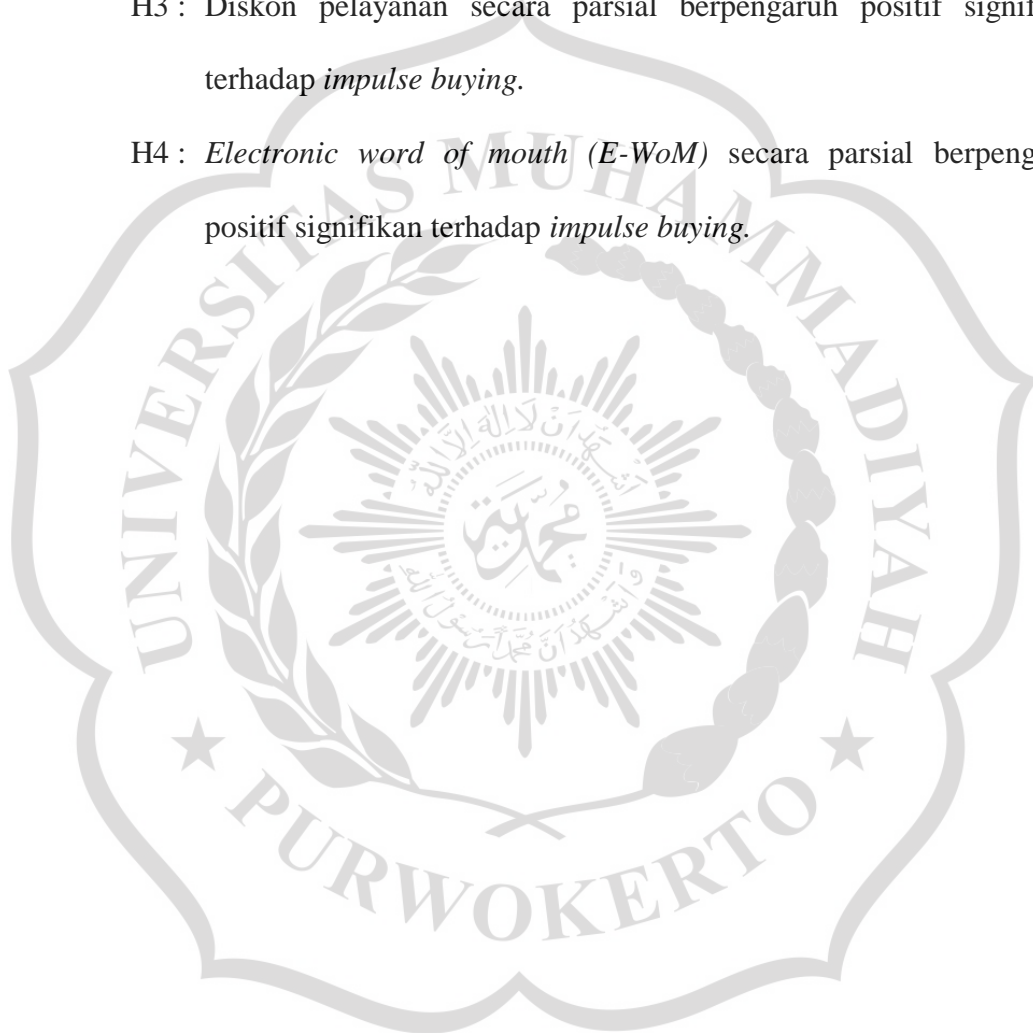 H3 : Diskon pelayanan secara parsial berpengaruh positif signif
terhadap impulse buying.
H4 : Electronic word of mouth (E-WoM) secara parsial berpeng
positif signifikan terhadap impulse buying.
UNIVERSITAS MUHAMMADIYAH
PURWOKERTO